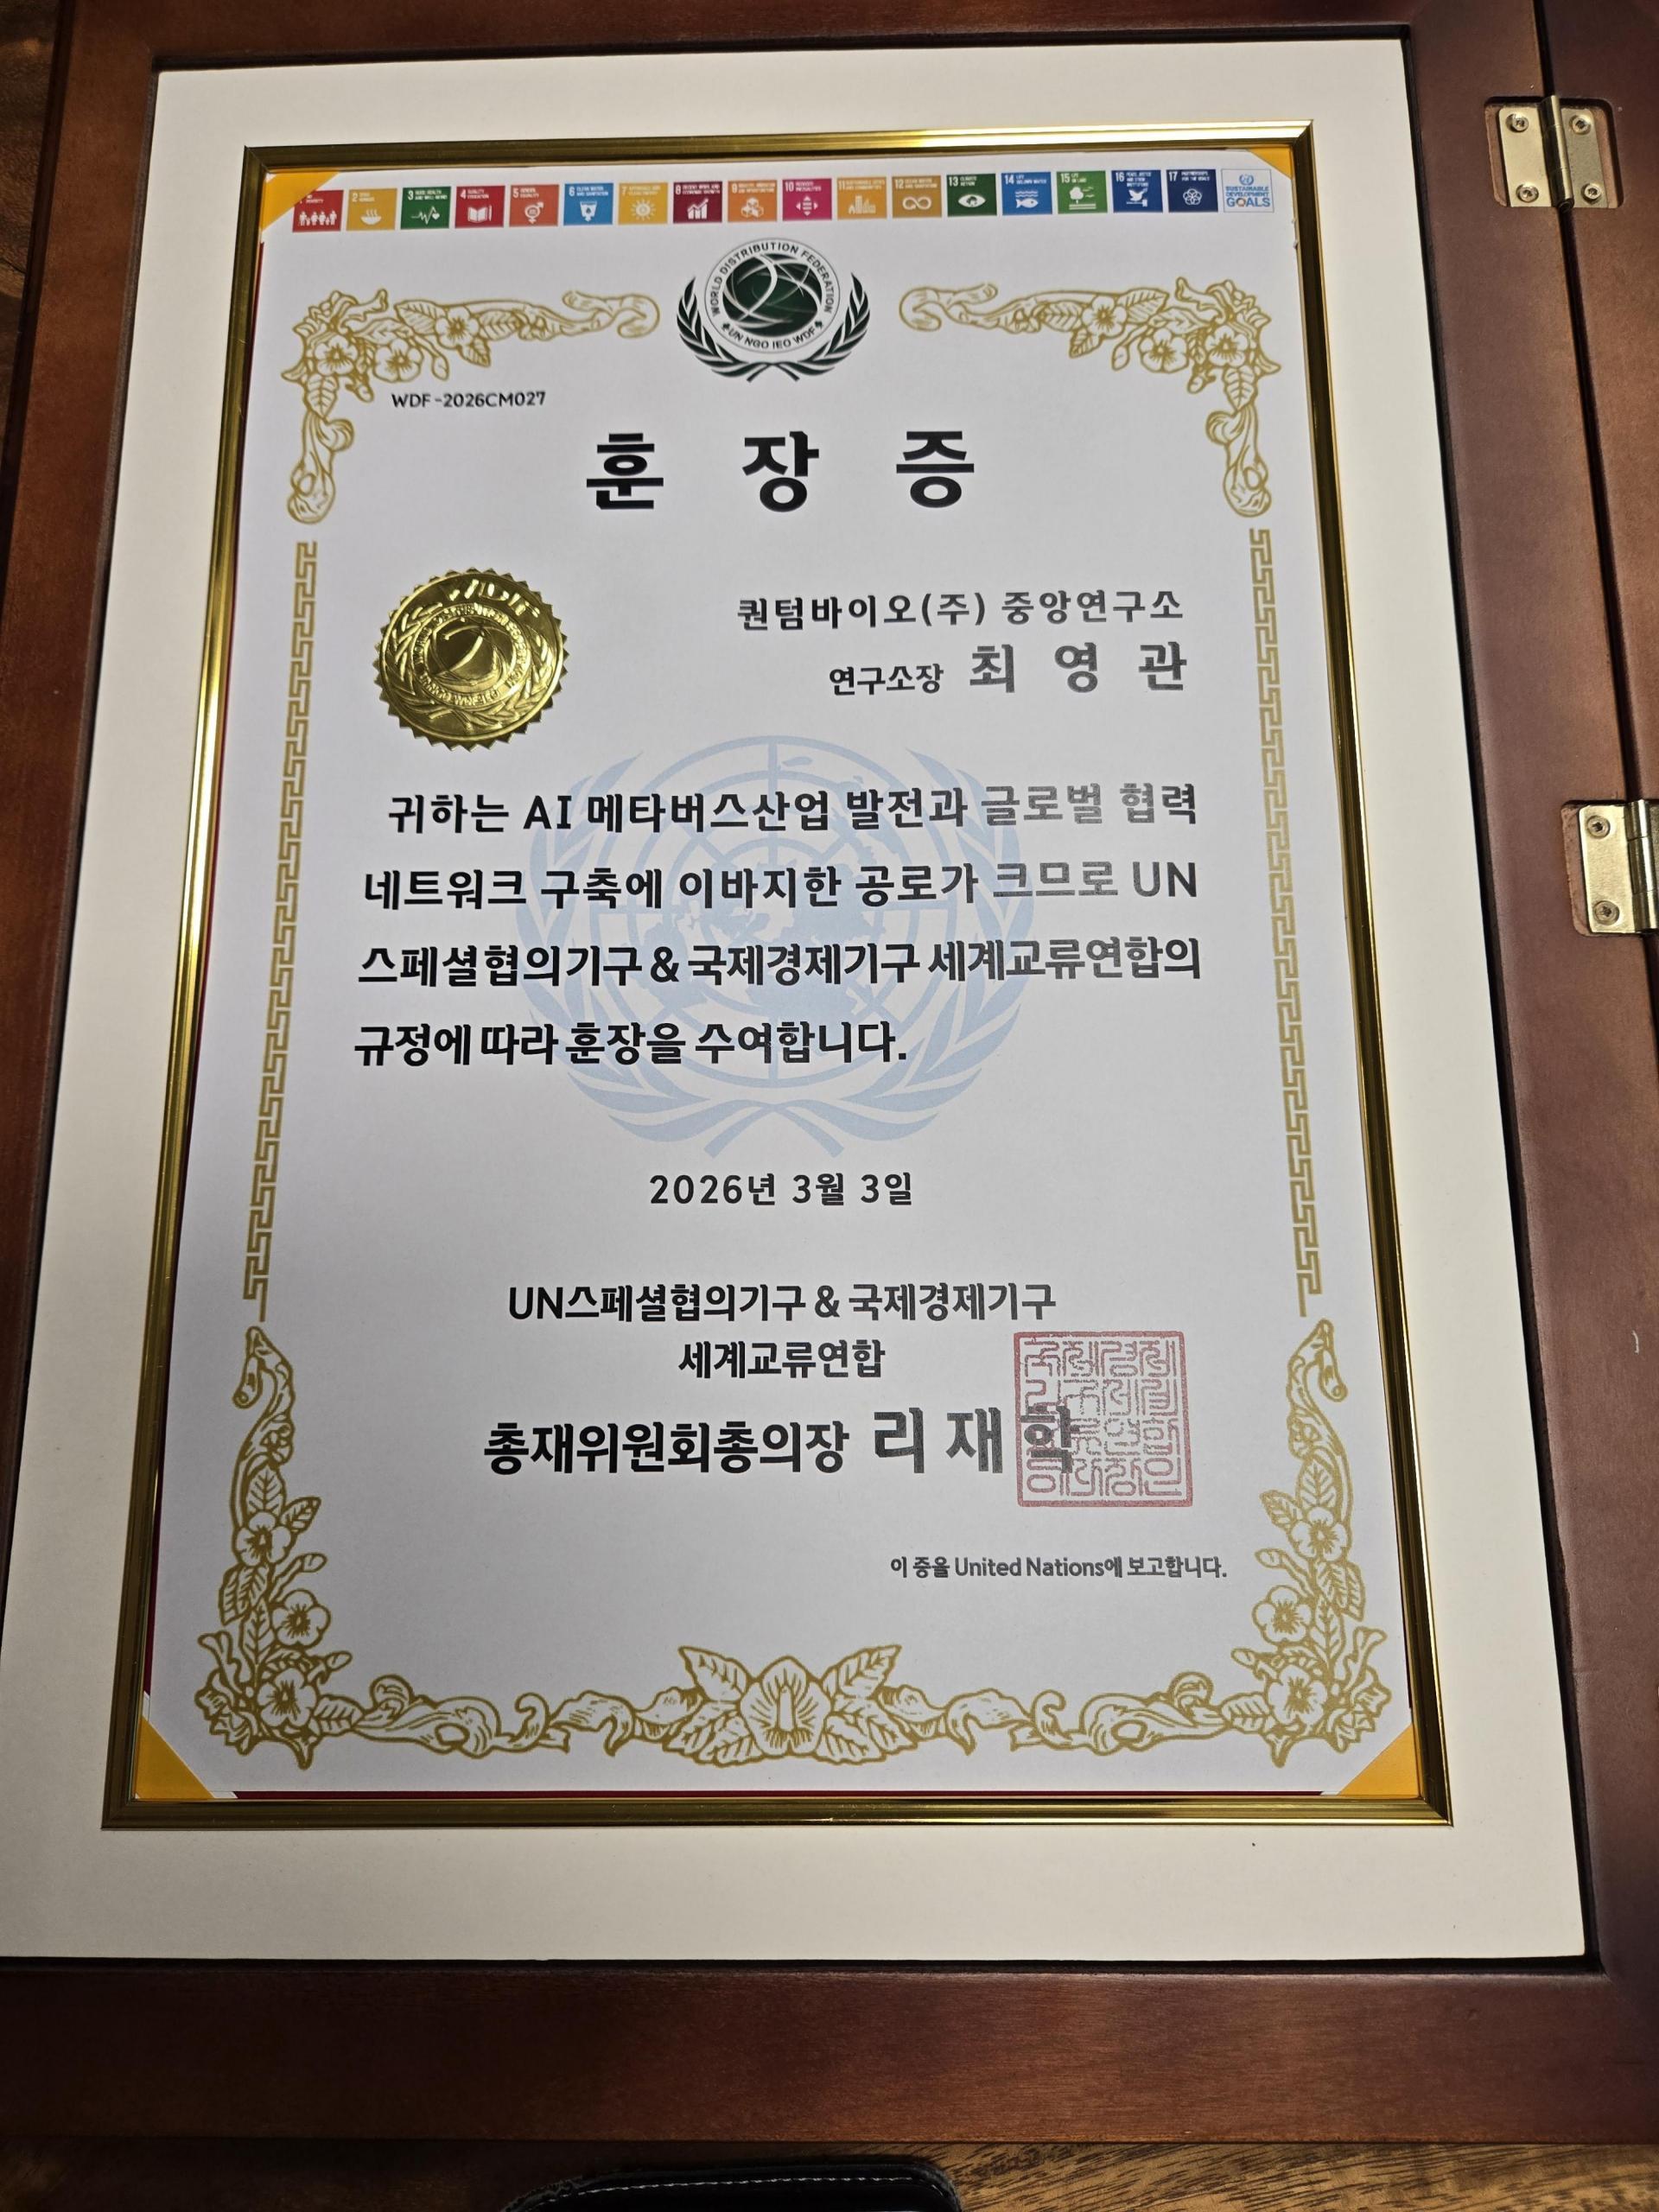 WORLD DISTRIBUTION FEDERATION
UN NGO IEO WDF
WDF-2026CM027
훈 장 증
퀀텀바이오(주) 중앙연구소
연구소장 최 영 관
귀하는 AI 메타버스산업 발전과 글로벌 협력
네트워크 구축에 이바지한 공로가 크므로 UN
스페셜협의기구 & 국제경제기구 세계교류연합의
규정에 따라 훈장을 수여합니다.
2026년 3월 3일
UN스페셜협의기구 & 국제경제기구
세계교류연합
총재위원회총의장 리 재 학
이 증을 United Nations에 보고합니다.